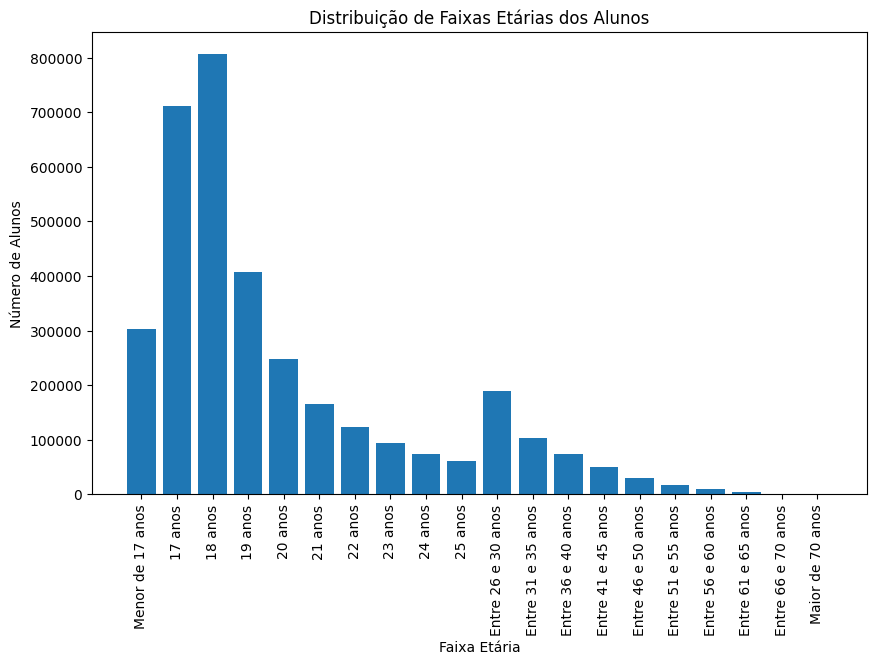 Distribuição de Faixas Etárias dos Alunos
Número de Alunos
800000
700000
600000
500000
400000
300000
200000
100000
0
Menor de 17 anos
17 anos
18 anos
19 anos
20 anos
21 anos
22 anos
23 anos
24 anos
25 anos
Entre 26 e 30 anos
Entre 31 e 35 anos
Entre 36 e 40 anos
Entre 41 e 45 anos
Entre 46 e 50 anos
Entre 51 e 55 anos
Entre 56 e 60 anos
Entre 61 e 65 anos
Entre 66 e 70 anos
Maior de 70 anos
Faixa Etária